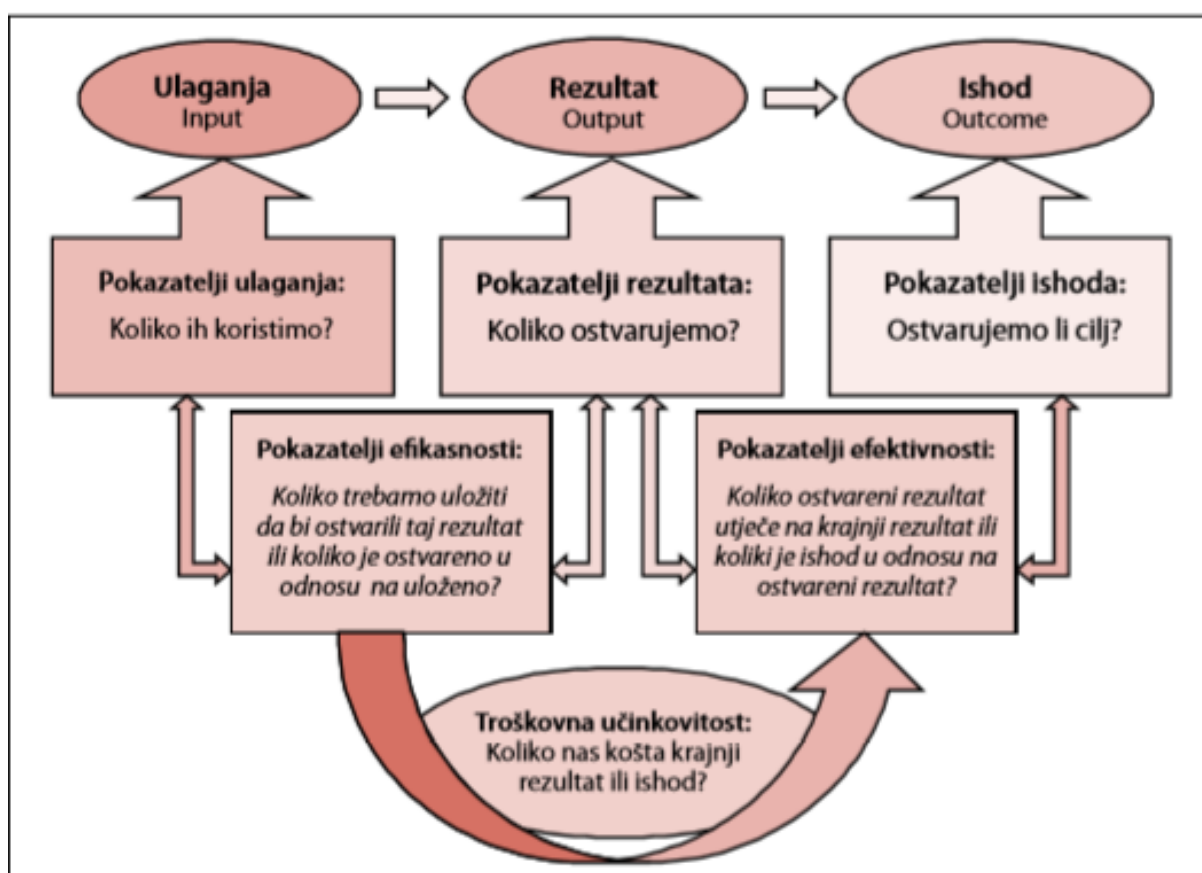 Ulaganja
Input
Rezultat
Output
Ishod
Outcome
Pokazatelji ulaganja:
Koliko ih koristimo?
Pokazatelji rezultata:
Koliko ostvarujemo?
Pokazatelji ishoda:
Ostvarujemo li cilj?
Pokazatelji efikasnosti:
Koliko trebamo uložiti
da bi ostvarili taj rezultat
ili koliko je ostvareno u
odnosu na uloženo?
Pokazatelji efektivnosti:
Koliko ostvareni rezultat
utječe na krajnji rezultat ili
koliki je ishod u odnosu na
ostvareni rezultat?
Troškovna učinkovitost:
Koliko nas košta krajnji
rezultat ili ishod?